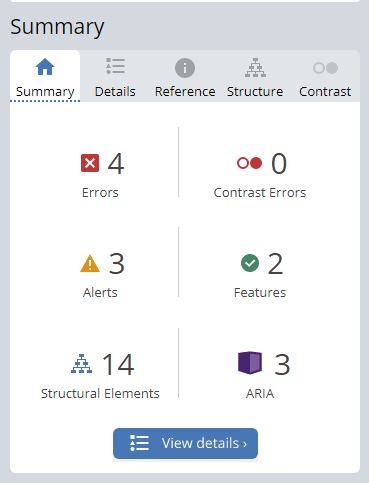 Summary
Summary Details Reference Structure Contrast
4 0
Errors Contrast Errors
3 2
Alerts Features
14 3
Structural Elements ARIA
View details ›